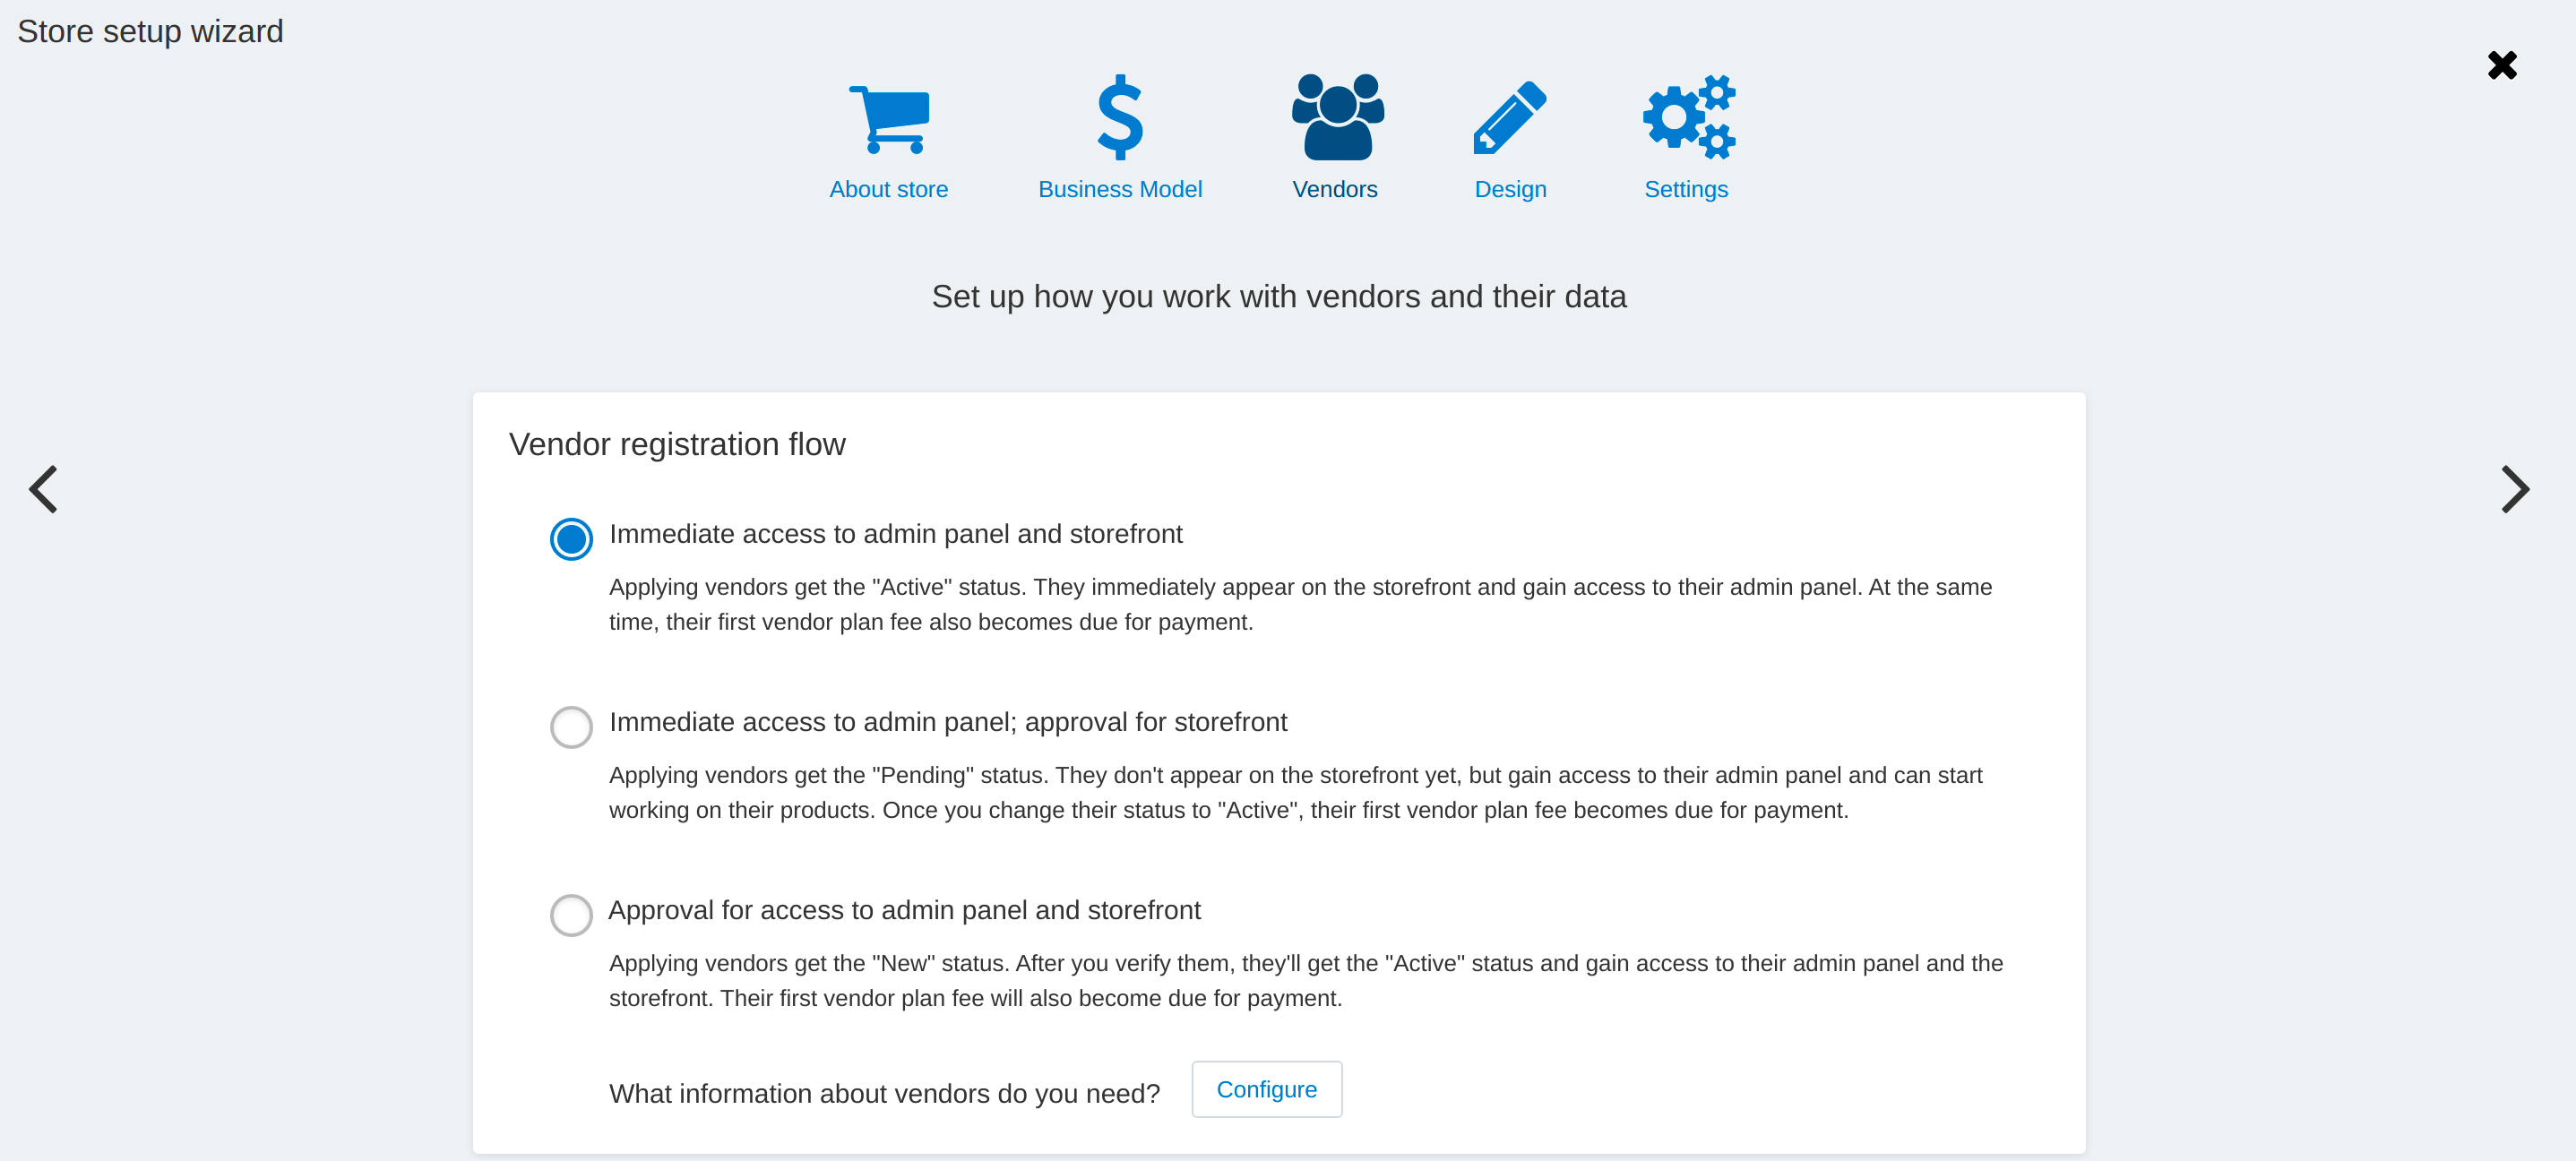 Store setup wizard
About store
Business Model
Vendors
Design
Settings
Set up how you work with vendors and their data
Vendor registration flow
Immediate access to admin panel and storefront
Applying vendors get the "Active" status. They immediately appear on the storefront and gain access to their admin panel. At the same
time, their first vendor plan fee also becomes due for payment.
Immediate access to admin panel; approval for storefront
Applying vendors get the "Pending" status. They don't appear on the storefront yet, but gain access to their admin panel and can start
working on their products. Once you change their status to "Active", their first vendor plan fee becomes due for payment.
Approval for access to admin panel and storefront
Applying vendors get the "New" status. After you verify them, they'll get the "Active" status and gain access to their admin panel and the
storefront. Their first vendor plan fee will also become due for payment.
What information about vendors do you need?
Configure